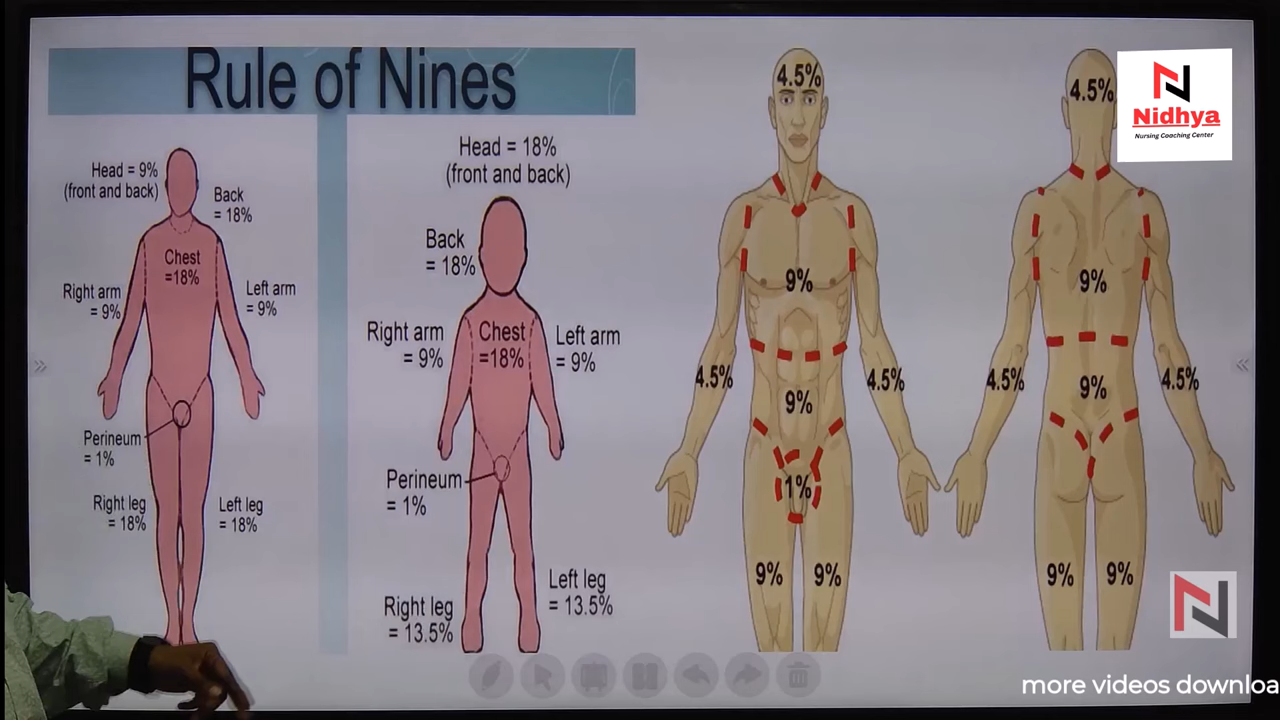 Rule of Nines
Head = 9%
(front and back)
Back
= 18%
Chest
=18%
Right arm
= 9%
Left arm
= 9%
Perineum
= 1%
Right leg
= 18%
Left leg
= 18%
Head = 18%
(front and back)
Back
= 18%
Right arm
= 9%
Chest
=18%
Left arm
= 9%
Perineum
= 1%
Left leg
= 13.5%
Right leg
= 13.5%
4.5%
9%
4.5%
4.5%
9%
1%
9%
9%
4.5%
9%
4.5%
4.5%
9%
9%
9%
Nidhya
Nursing Coaching Center
more videos downloa